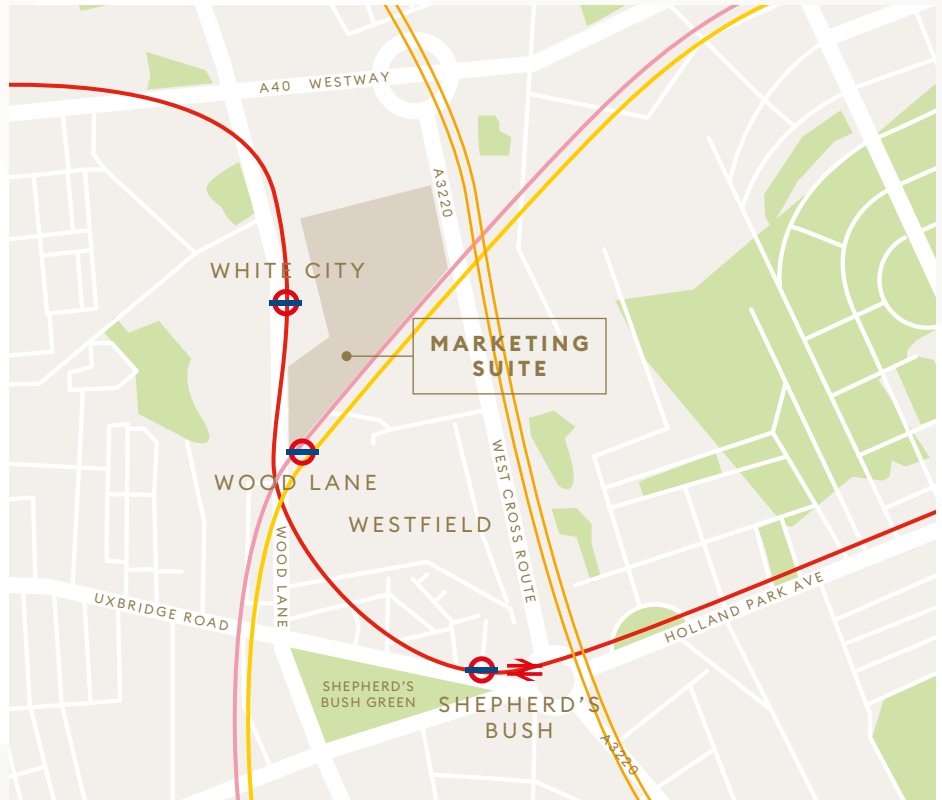 A40 WESTWAY
A3220
WHITE CITY
MARKETING
SUITE
WOOD LANE
WESTFIELD
WEST CROSS ROUTE
WOOD LANE
UXBRIDGE ROAD
HOLLAND PARK AVE
SHEPHERD'S
BUSH GREEN
SHEPHERD'S
BUSH
A3220